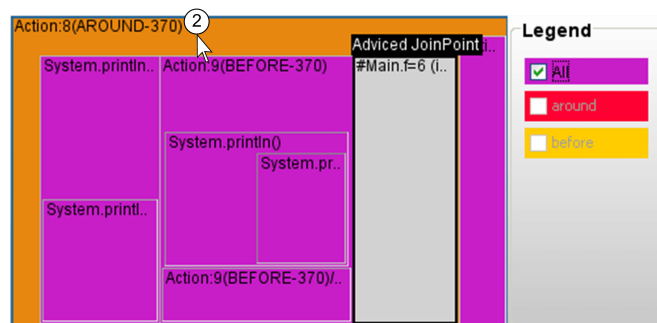 Action:8(AROUND-370)
2
Adviced JoinPoint
System.println..
Action:9(BEFORE-370)
#Main.f=6 (i..
System.println()
System.pr..
System.printl..
Action:9(BEFORE-370)/..
Legend
All
around
before